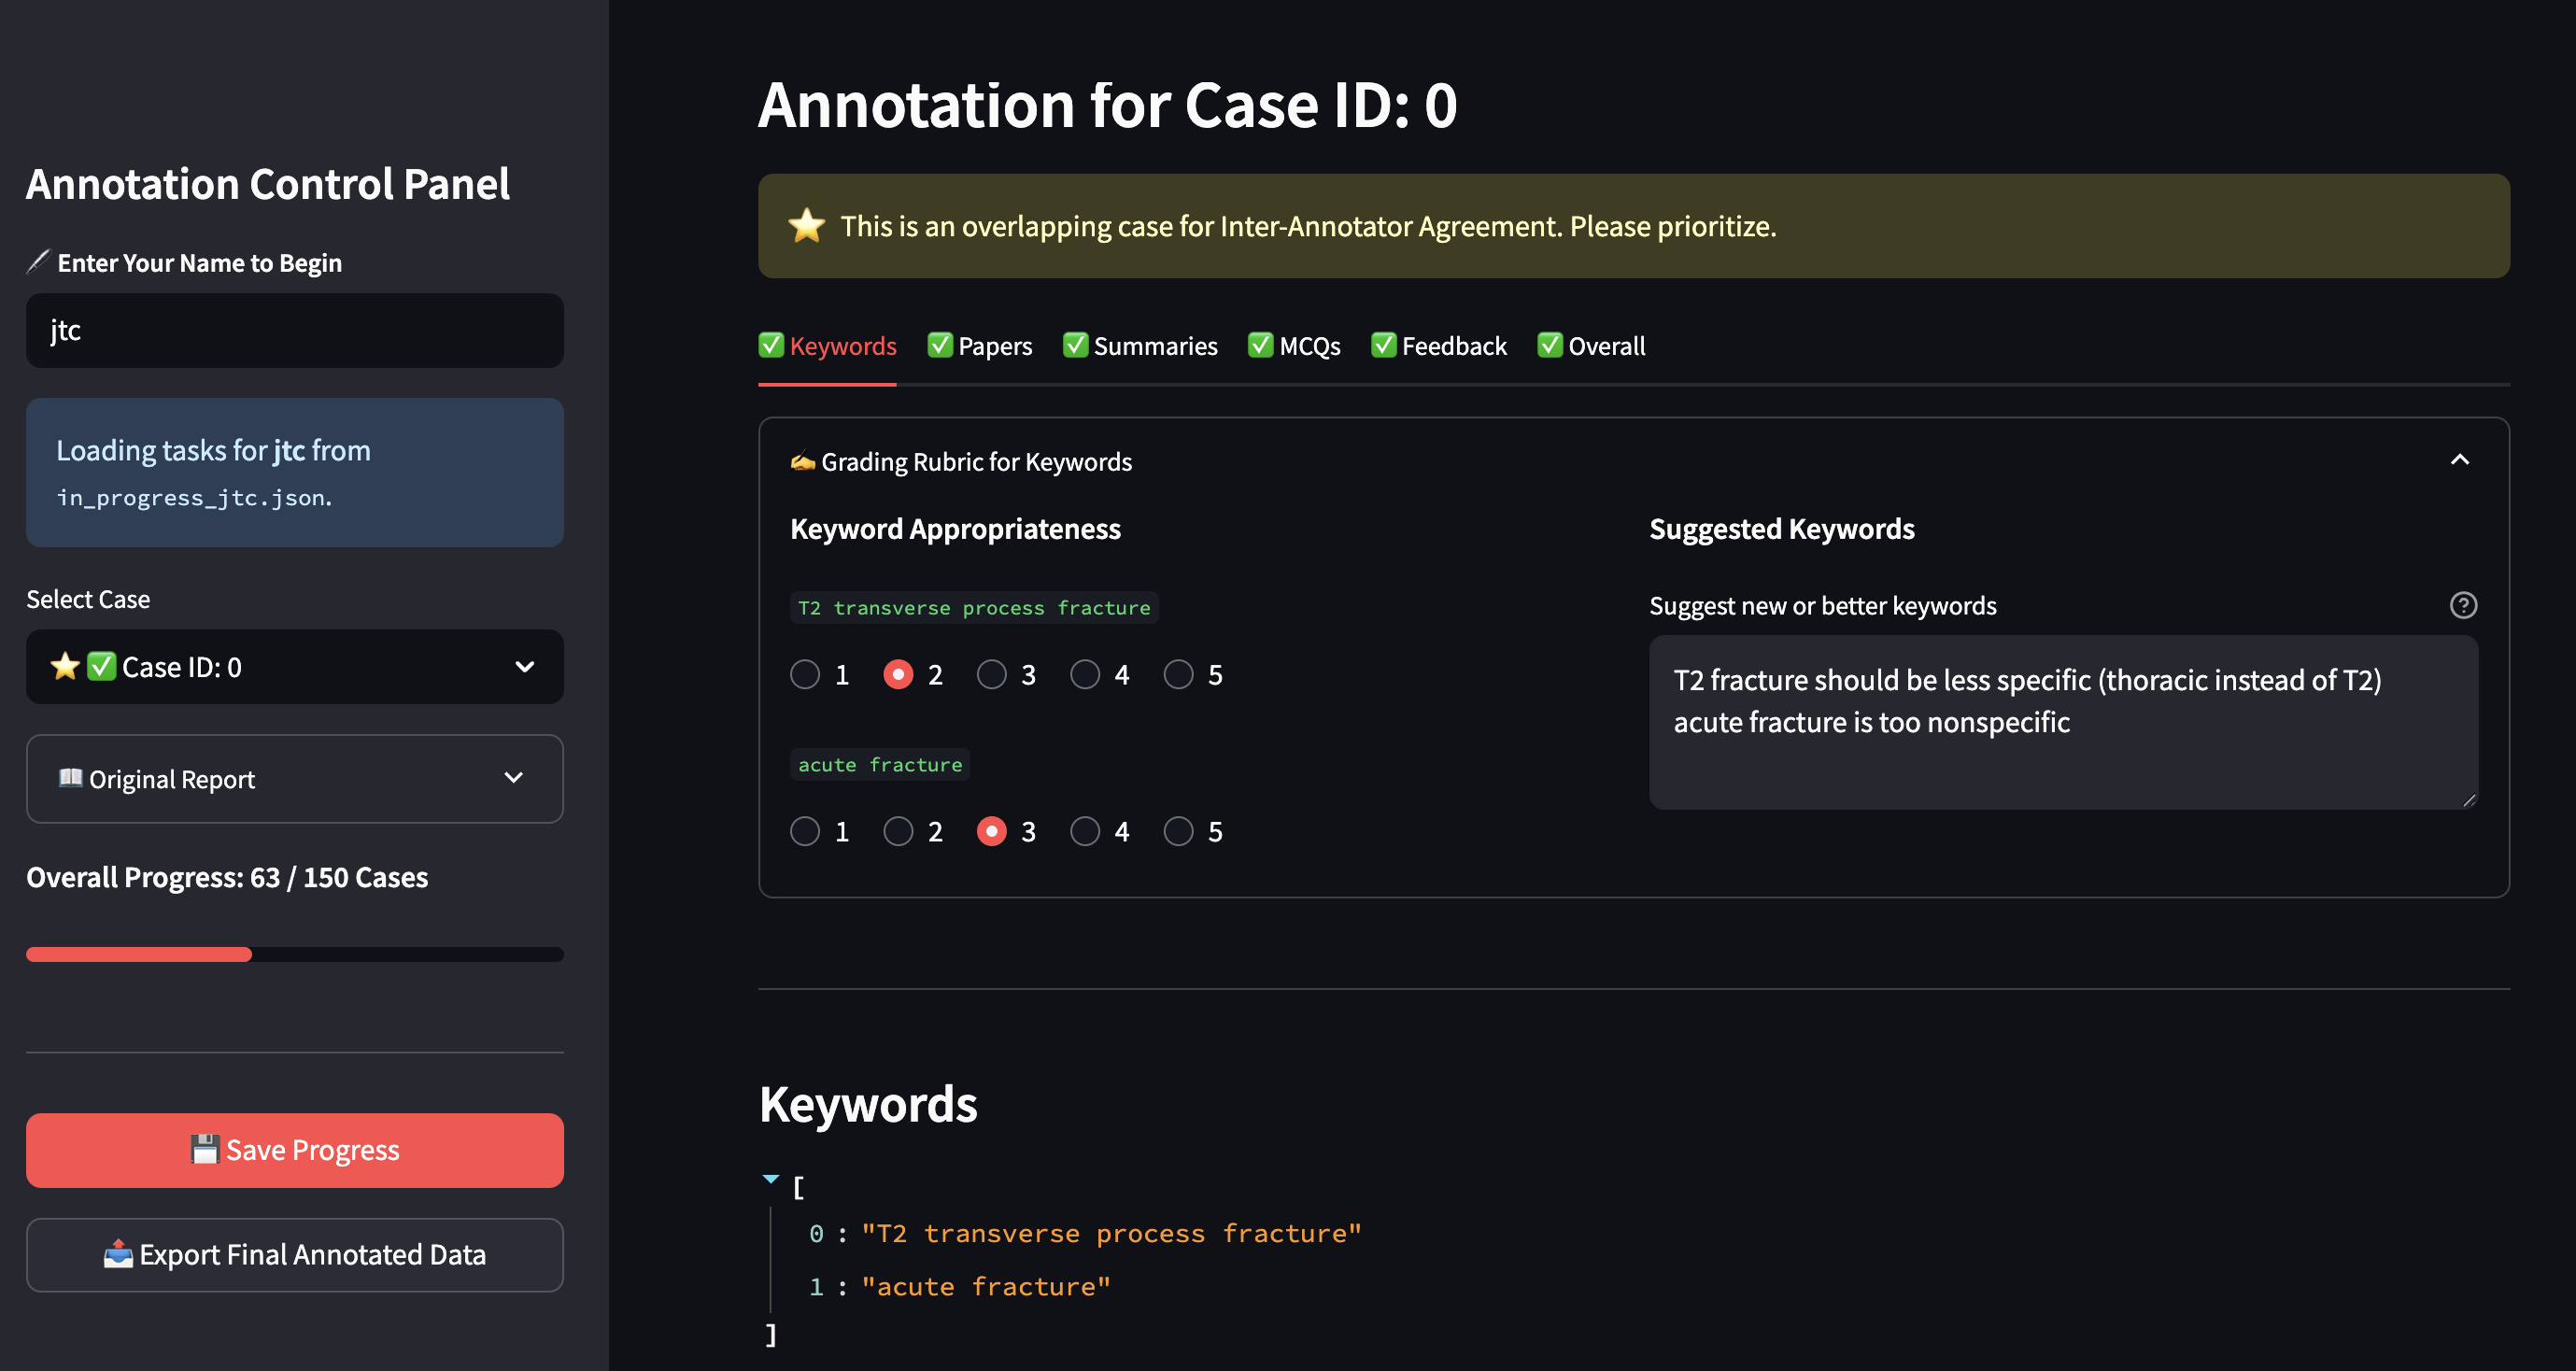 Annotation Control Panel
Enter Your Name to Begin
jtc
Loading tasks for jtc from
in_progress_jtc.json.
Select Case
Case ID: 0
Original Report
Overall Progress: 63 / 150 Cases
Save Progress
Export Final Annotated Data
Annotation for Case ID: 0
This is an overlapping case for Inter-Annotator Agreement. Please prioritize.
Keywords Papers Summaries MCQs Feedback Overall
Grading Rubric for Keywords
Keyword Appropriateness
T2 transverse process fracture
1 2 3 4 5
acute fracture
1 2 3 4 5
Suggested Keywords
Suggest new or better keywords
T2 fracture should be less specific (thoracic instead of T2)
acute fracture is too nonspecific
Keywords
[
0 : "T2 transverse process fracture"
1 : "acute fracture"
]